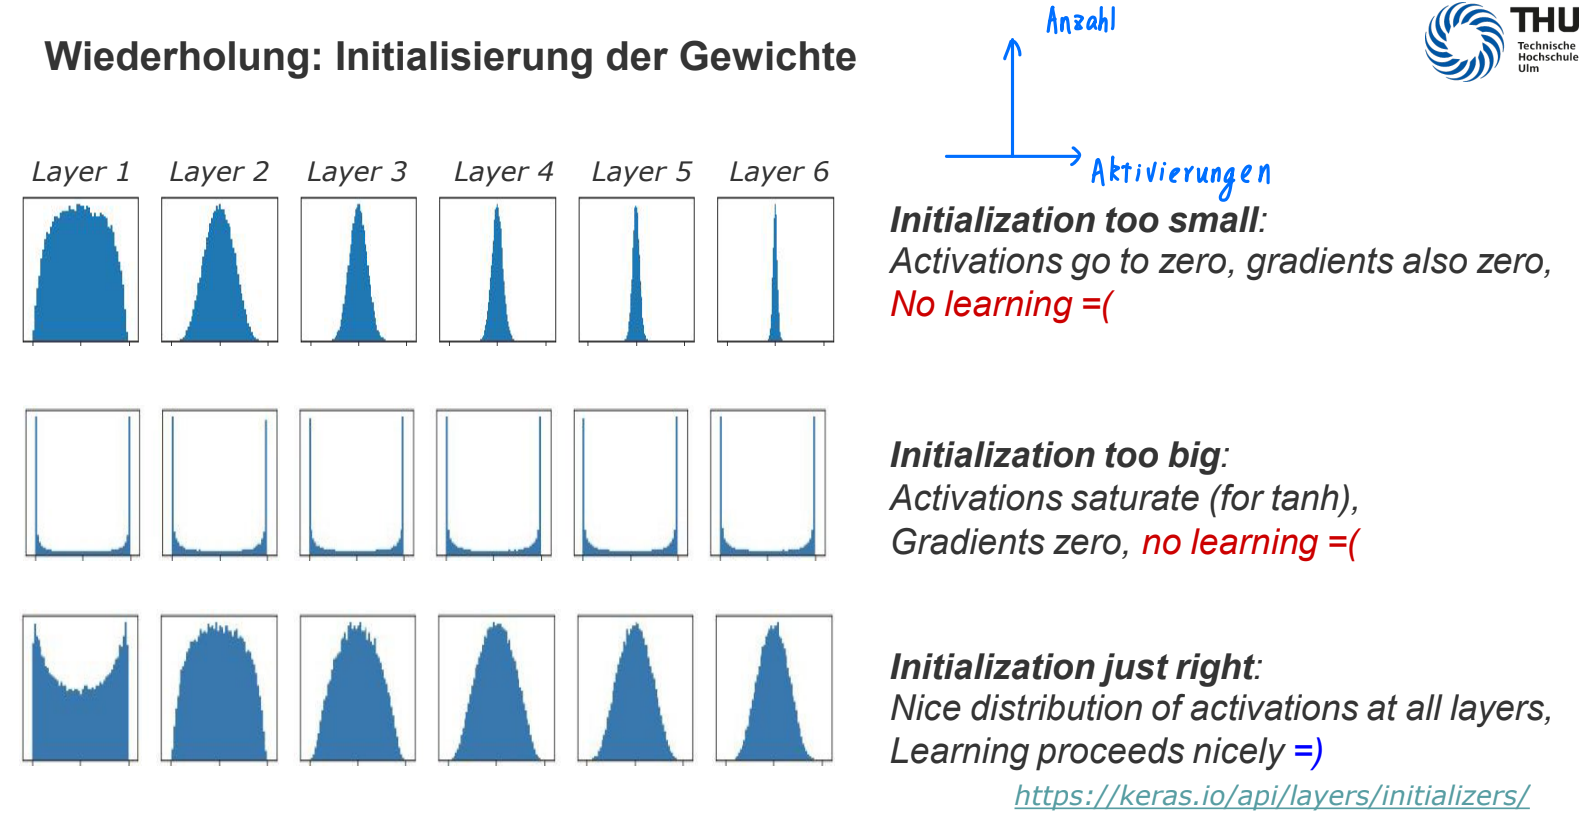 Wiederholung: Initialisierung der Gewichte
Anzahl
Aktivierungen
THU
Technische
Hochschule
Ulm
Layer 1 Layer 2 Layer 3 Layer 4 Layer 5 Layer 6
Initialization too small:
Activations go to zero, gradients also zero,
No learning =(
Initialization too big:
Activations saturate (for tanh),
Gradients zero, no learning =(
Initialization just right:
Nice distribution of activations at all layers,
Learning proceeds nicely =)
https://keras.io/api/layers/initializers/